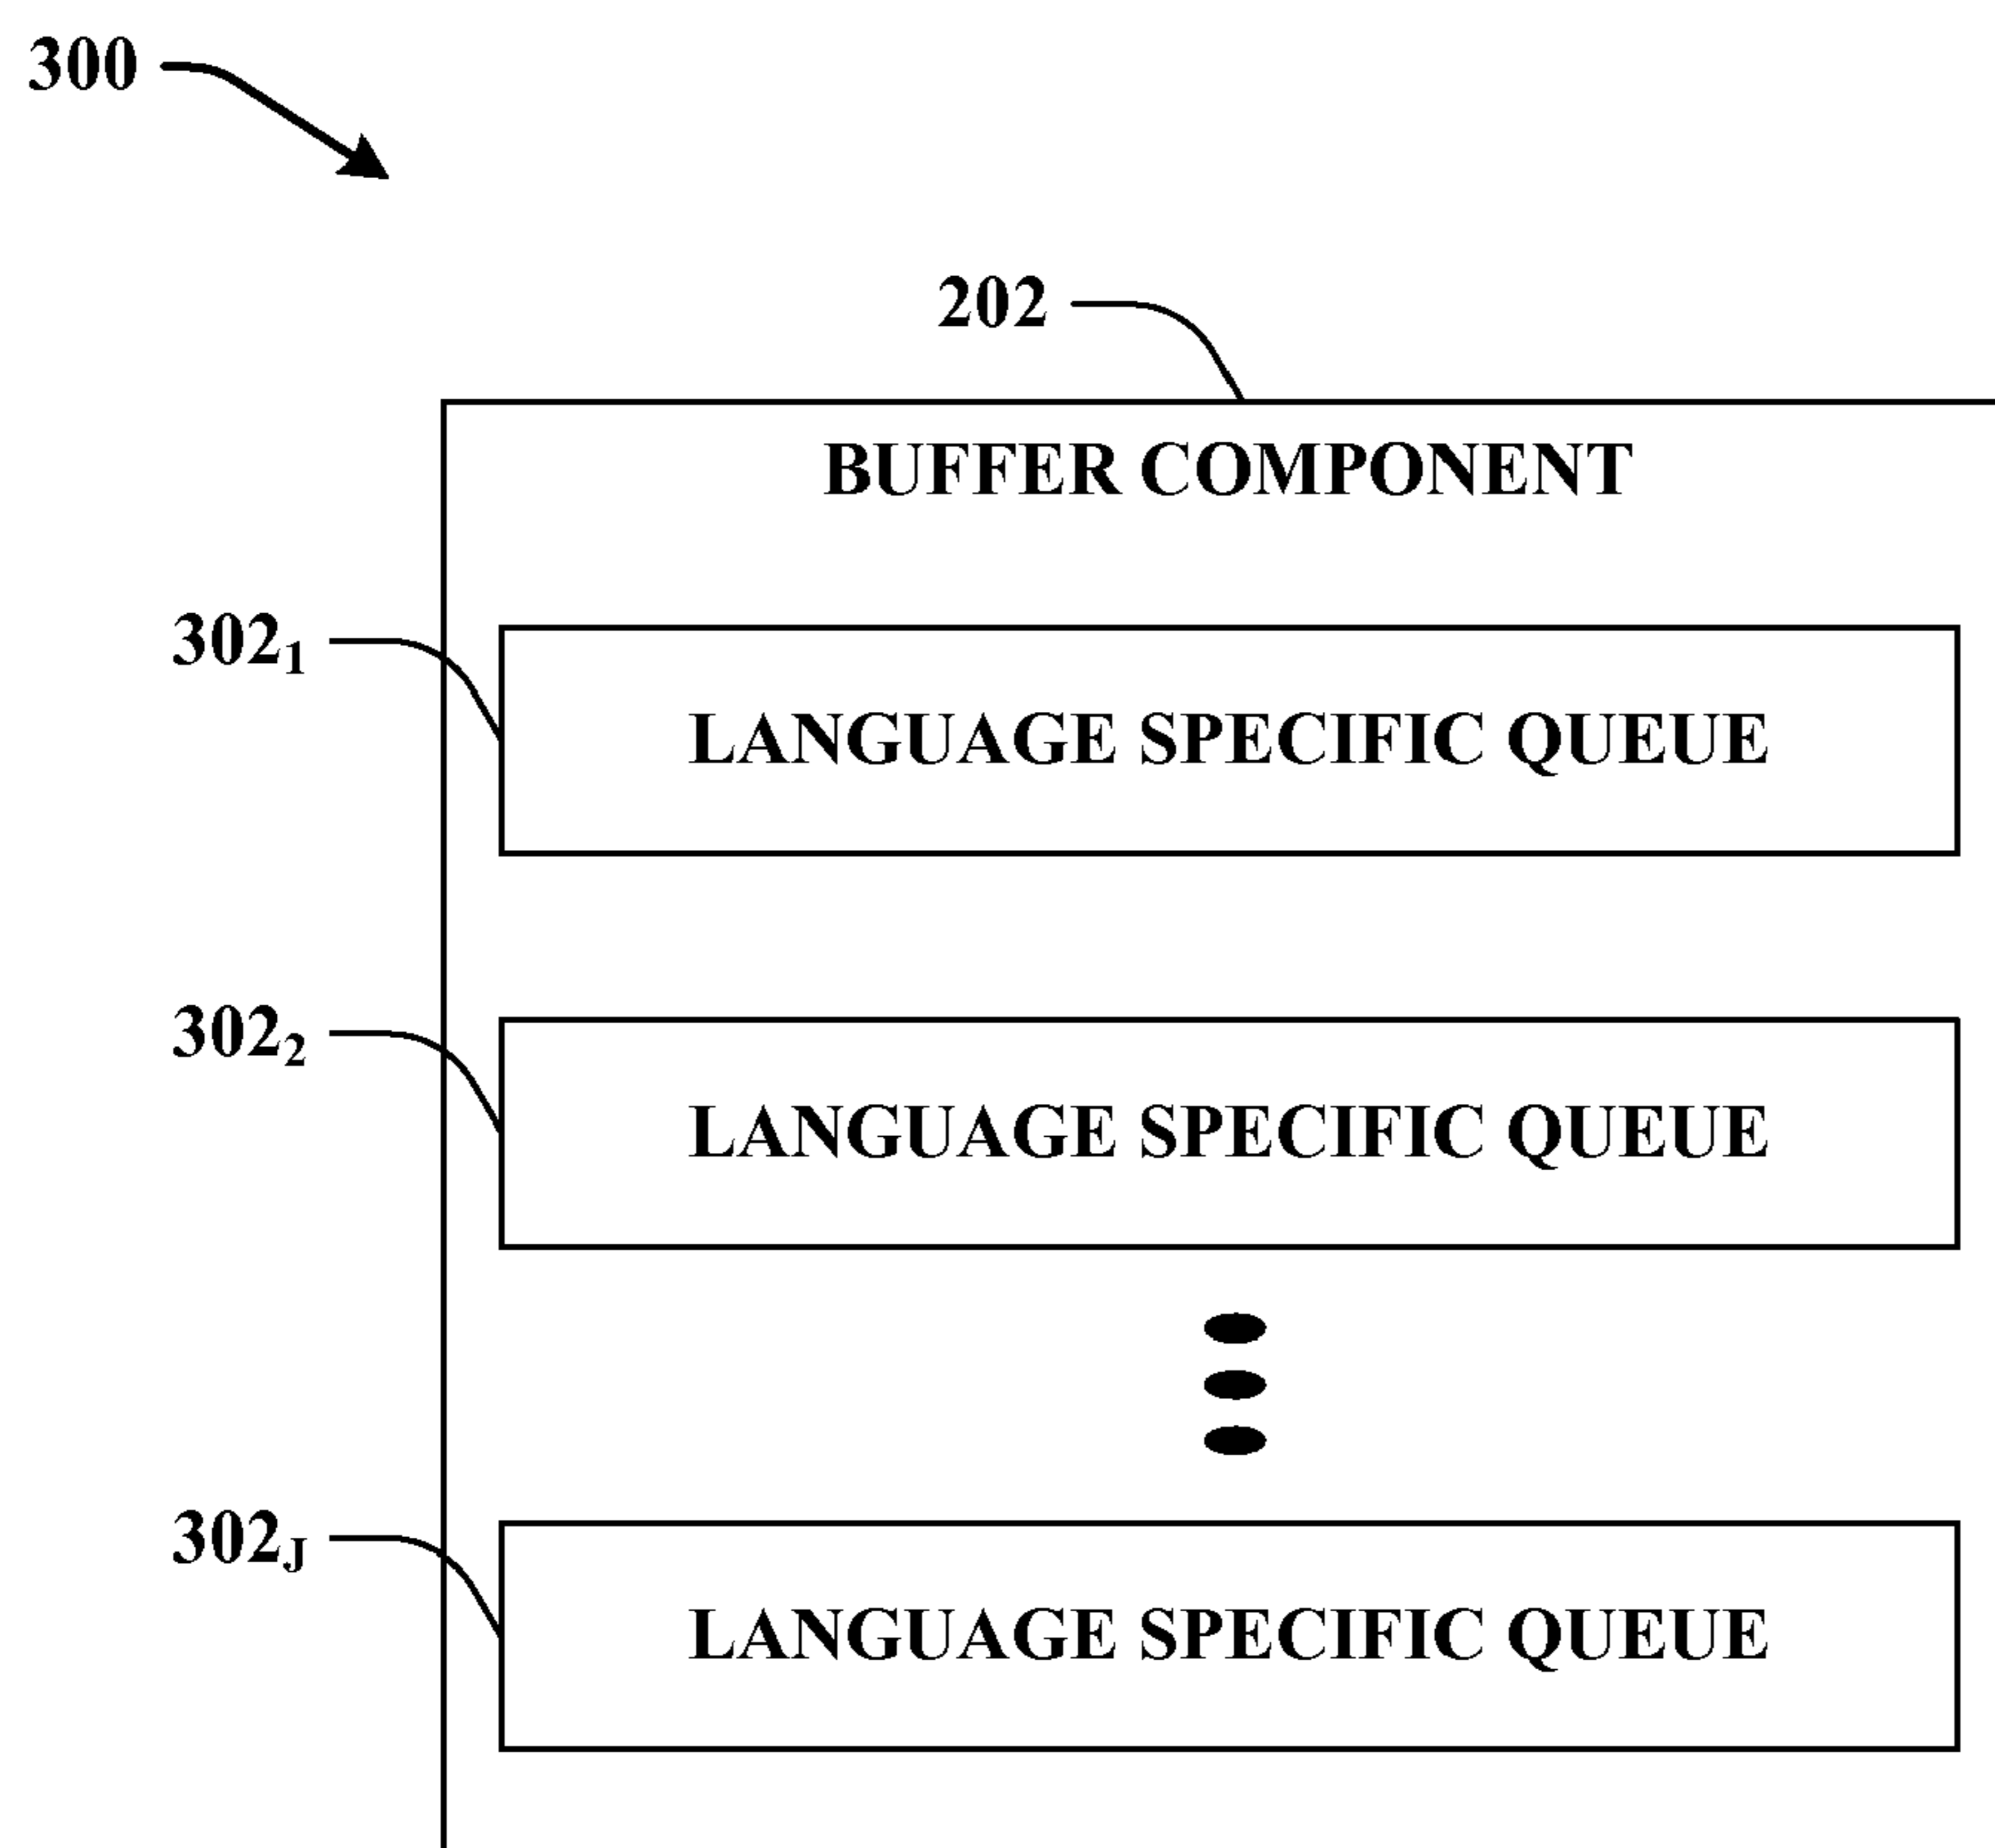 300
202
BUFFER COMPONENT
302₁
LANGUAGE SPECIFIC QUEUE
302₂
LANGUAGE SPECIFIC QUEUE
302J
LANGUAGE SPECIFIC QUEUE